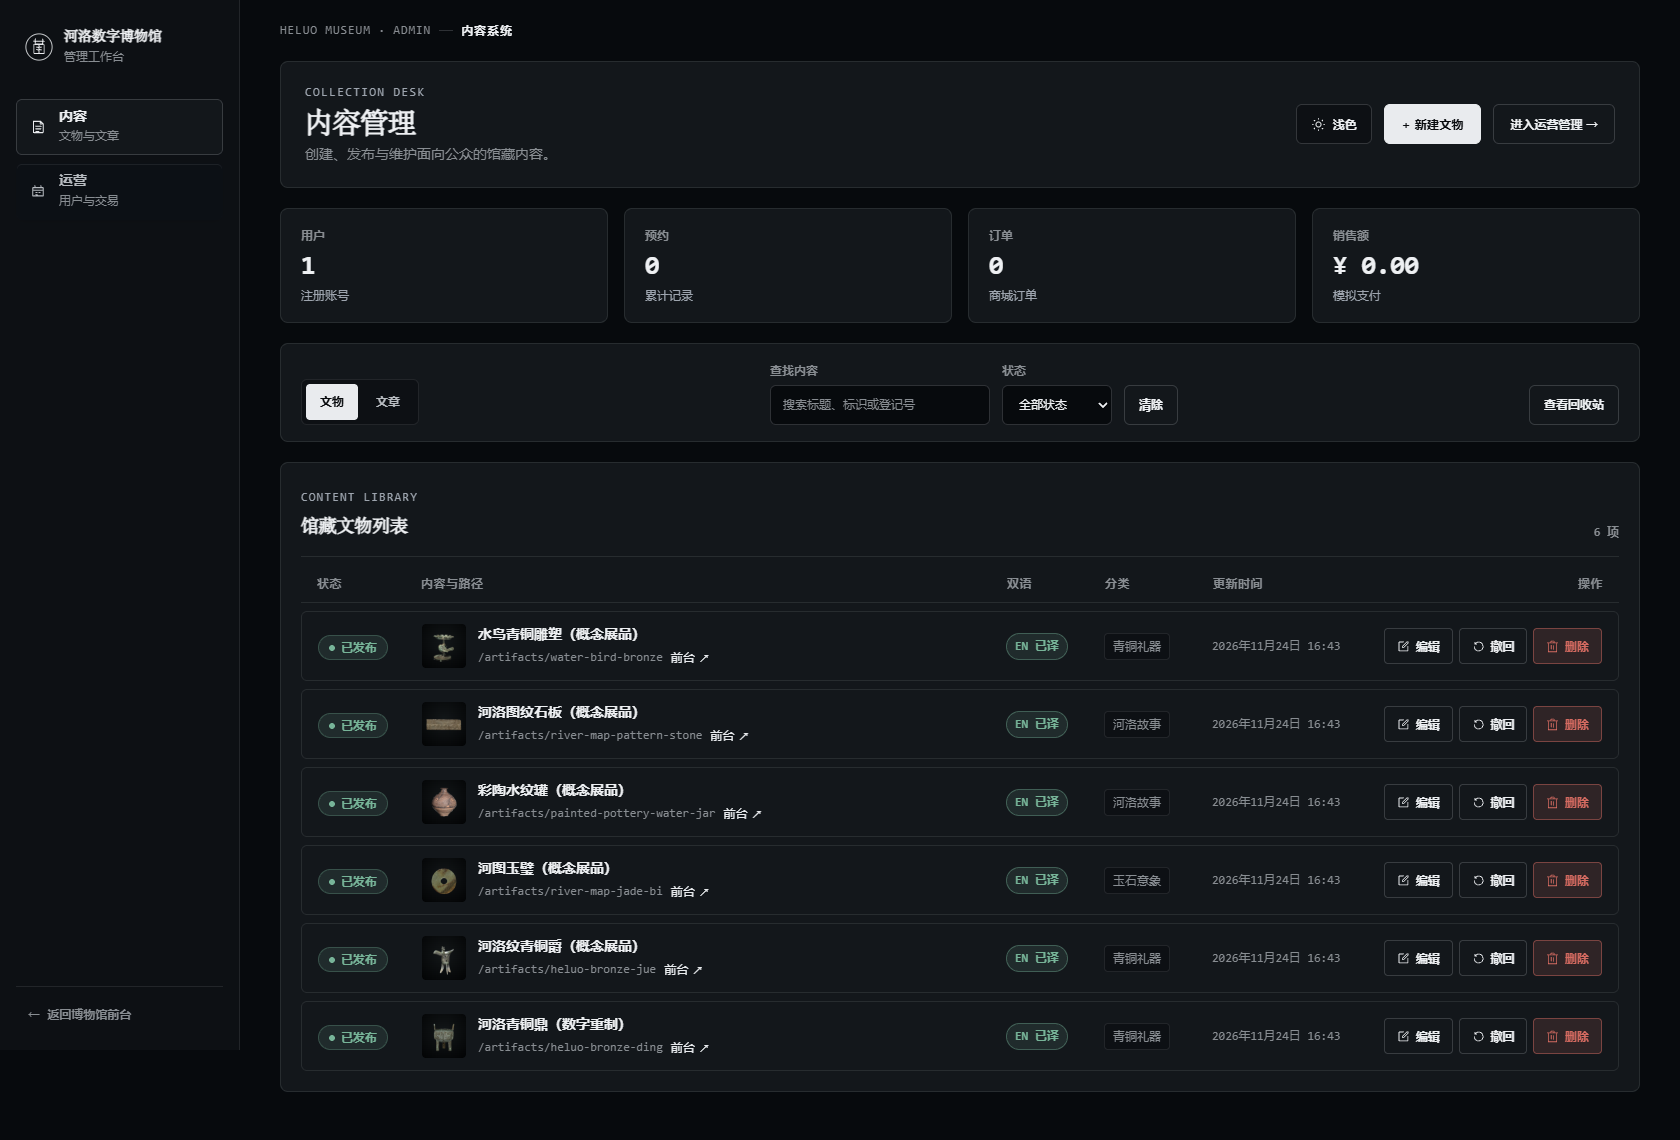 河洛数字博物馆
管理工作台
内容
文物与文章
运营
用户与交易
← 返回博物馆前台
HELUO MUSEUM · ADMIN — 内容系统
COLLECTION DESK
内容管理
创建、发布与维护面向公众的馆藏内容。
浅色
+ 新建文物
进入运营管理 →
用户
1
注册账号
预约
0
累计记录
订单
0
商城订单
销售额
¥ 0.00
模拟支付
文物
文章
查找内容
搜索标题、标识或登记号
状态
全部状态
清除
查看回收站
CONTENT LIBRARY
馆藏文物列表
6 项
状态 内容与路径 双语 分类 更新时间 操作
已发布 水鸟青铜雕塑（概念展品） EN 已译 青铜礼器 2026年11月24日 16:43 编辑 撤回 删除
/artifacts/water-bird-bronze 前台 ↗
已发布 河洛图纹石板（概念展品） EN 已译 河洛故事 2026年11月24日 16:43 编辑 撤回 删除
/artifacts/river-map-pattern-stone 前台 ↗
已发布 彩陶水纹罐（概念展品） EN 已译 河洛故事 2026年11月24日 16:43 编辑 撤回 删除
/artifacts/painted-pottery-water-jar 前台 ↗
已发布 河图玉璧（概念展品） EN 已译 玉石意象 2026年11月24日 16:43 编辑 撤回 删除
/artifacts/river-map-jade-bi 前台 ↗
已发布 河洛纹青铜爵（概念展品） EN 已译 青铜礼器 2026年11月24日 16:43 编辑 撤回 删除
/artifacts/heluo-bronze-jue 前台 ↗
已发布 河洛青铜鼎（数字重制） EN 已译 青铜礼器 2026年11月24日 16:43 编辑 撤回 删除
/artifacts/heluo-bronze-ding 前台 ↗